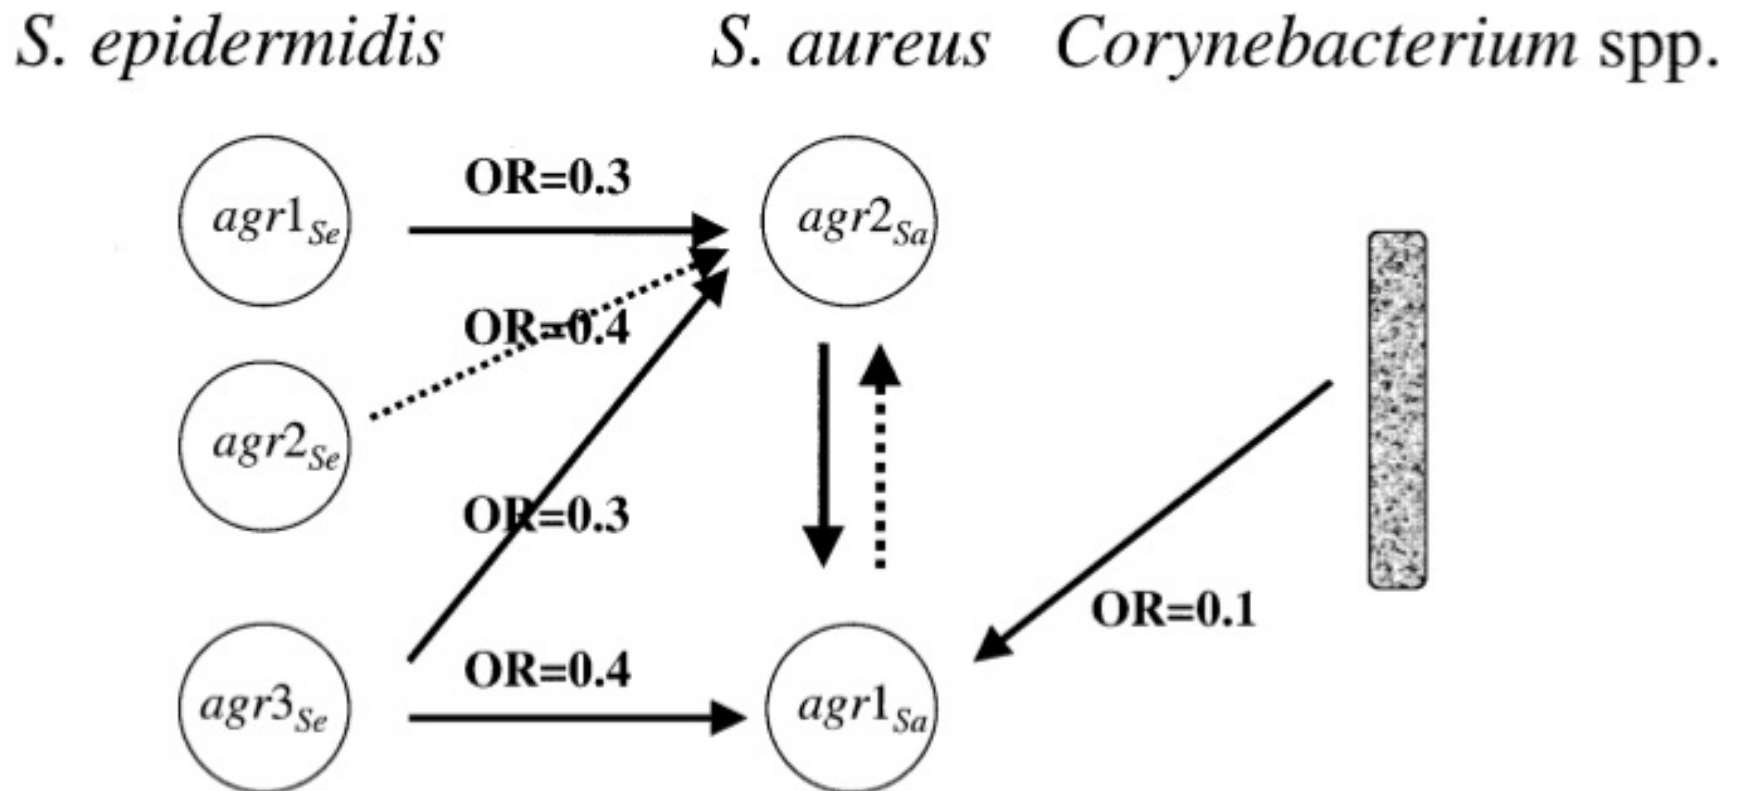 S. epidermidis S. aureus Corynebacterium spp.
agr1Se OR=0.3 agr2Sa
OR=0.4
agr2Se
OR=0.3
OR=0.1
agr3Se OR=0.4 agr1Sa